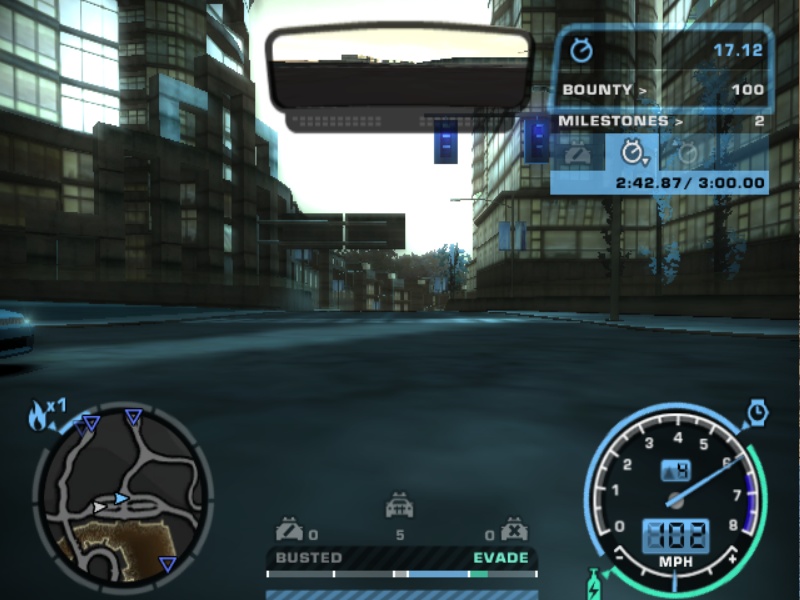 17.12
BOUNTY > 100
MILESTONES > 2
2:42.87/ 3:00.00
x1
0 5 0
BUSTED EVADE
0 1 2 3 4 5 6 7 8
4
102
MPH
- +